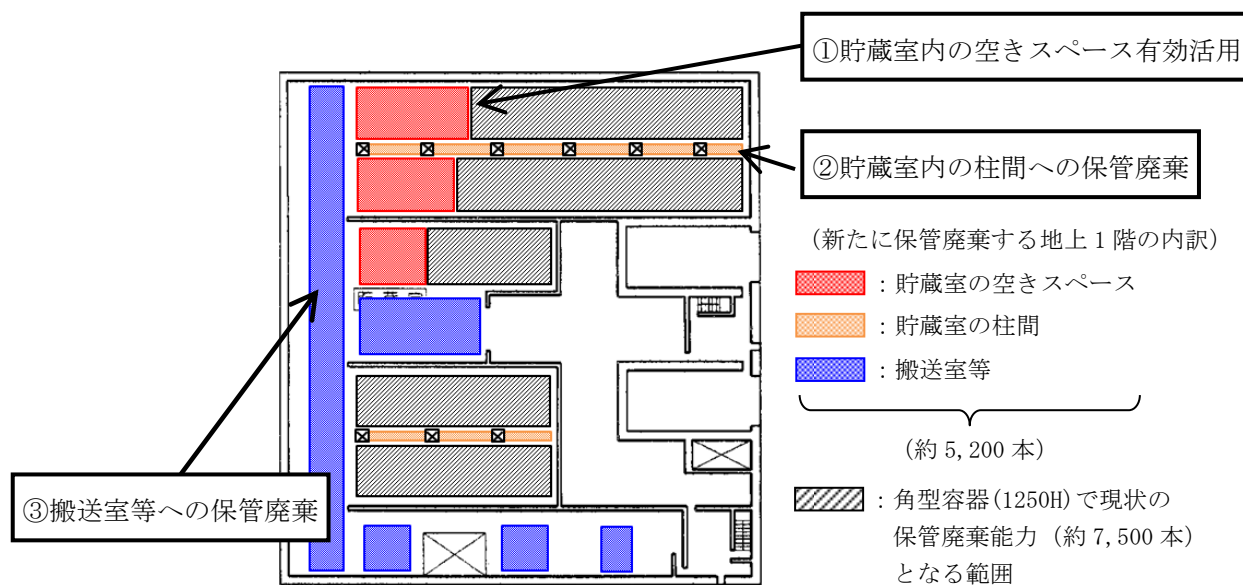 ①貯蔵室内の空きスペース有効活用
②貯蔵室内の柱間への保管廃棄
(新たに保管廃棄する地上1階の内訳)
：貯蔵室の空きスペース
：貯蔵室の柱間
：搬送室等
(約5,200本)
③搬送室等への保管廃棄
：角型容器(1250H)で現状の
保管廃棄能力（約7,500本）
となる範囲